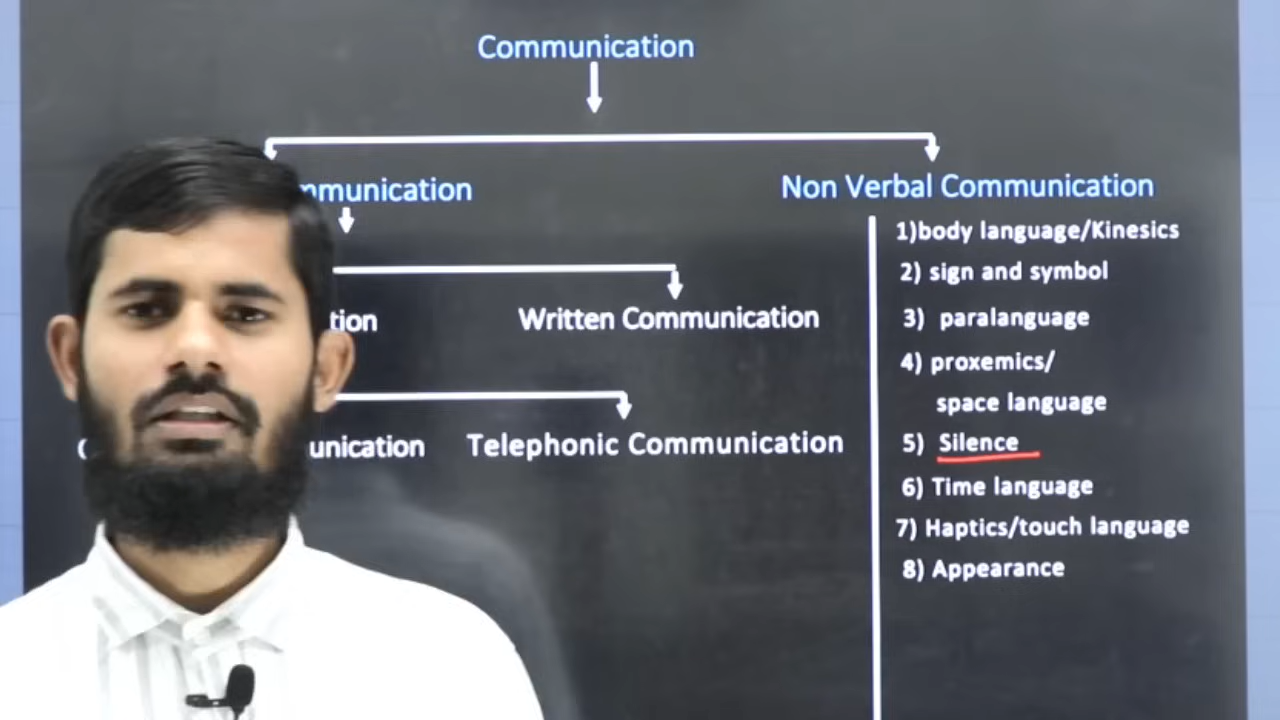 Communication
mmunication
Non Verbal Communication
1)body language/Kinesics
2) sign and symbol
3) paralanguage
tion
Written Communication
4) proxemics/
space language
unication
Telephonic Communication
5) Silence
6) Time language
7) Haptics/touch language
8) Appearance